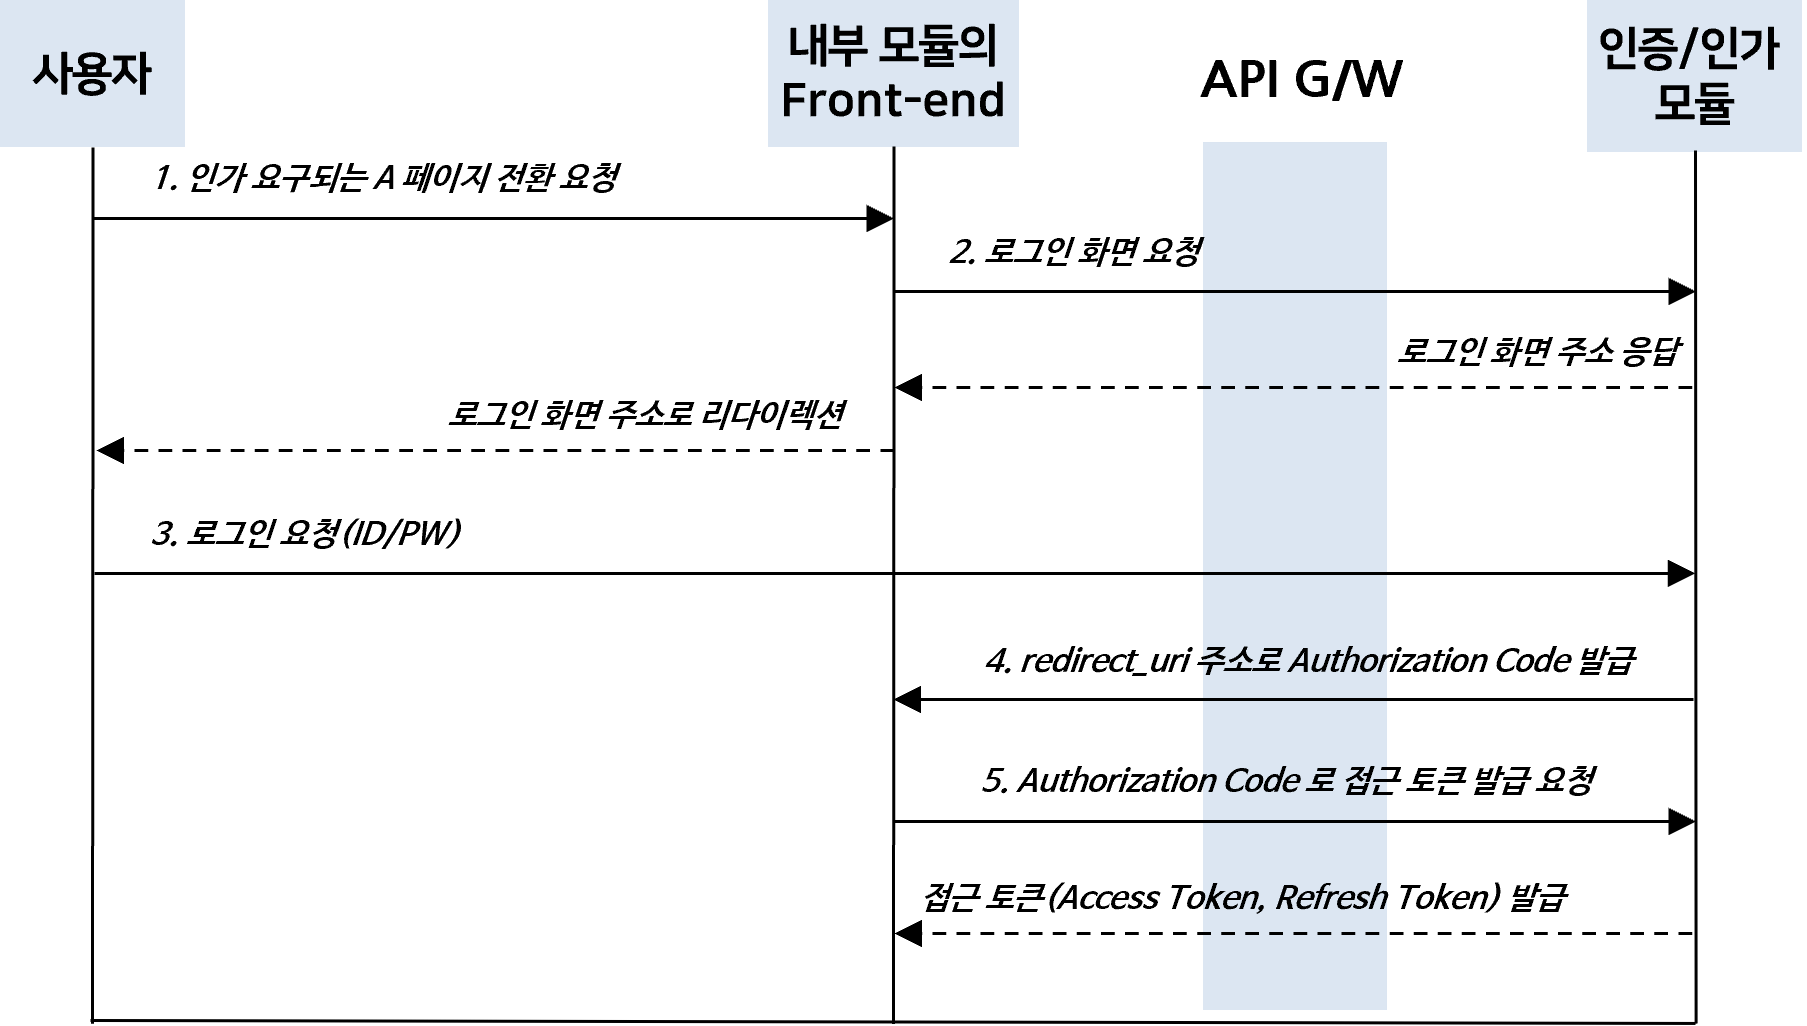 사용자
내부 모듈의
Front-end
API G/W
인증/인가
모듈
1. 인가 요구되는 A 페이지 전환 요청
2. 로그인 화면 요청
로그인 화면 주소 응답
로그인 화면 주소로 리다이렉션
3. 로그인 요청(ID/PW)
4. redirect_uri 주소로 Authorization Code 발급
5. Authorization Code 로 접근 토큰 발급 요청
접근 토큰(Access Token, Refresh Token) 발급